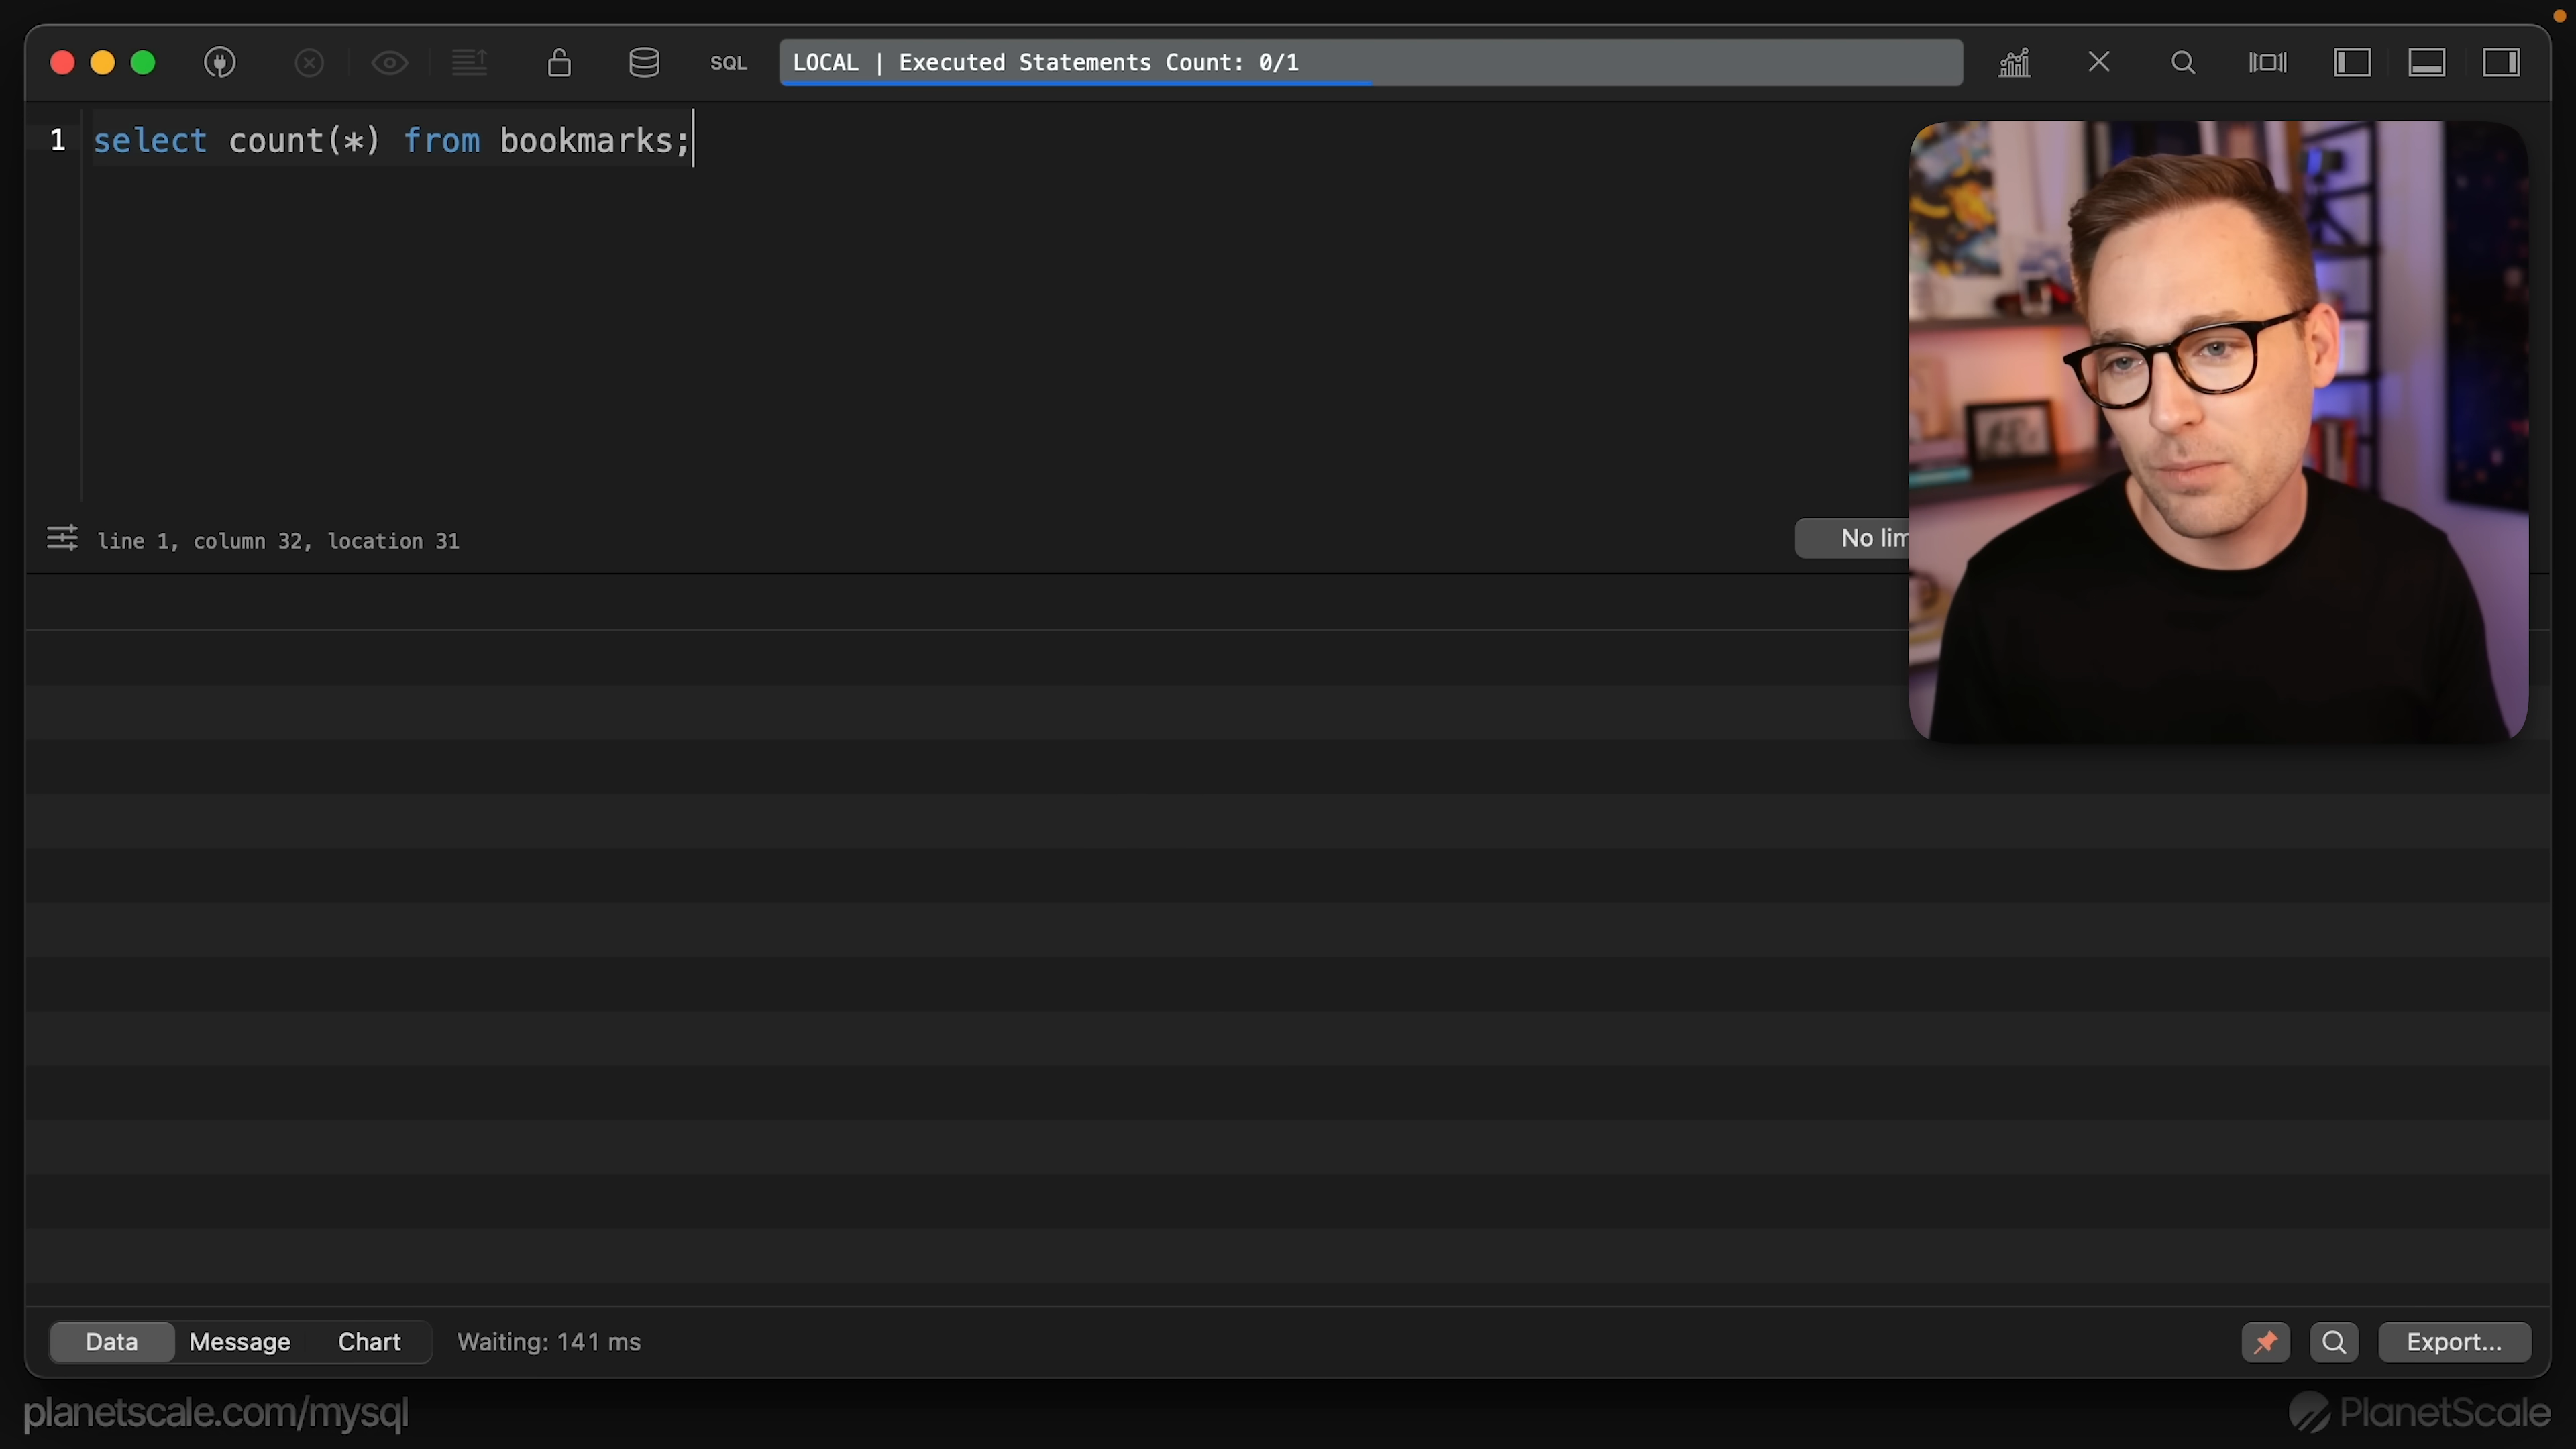 SQL
LOCAL | Executed Statements Count: 0/1
1
select count(*) from bookmarks;
line 1, column 32, location 31
No lim
Data
Message
Chart
Waiting: 141 ms
Export...
planetscale.com/mysql
PlanetScale